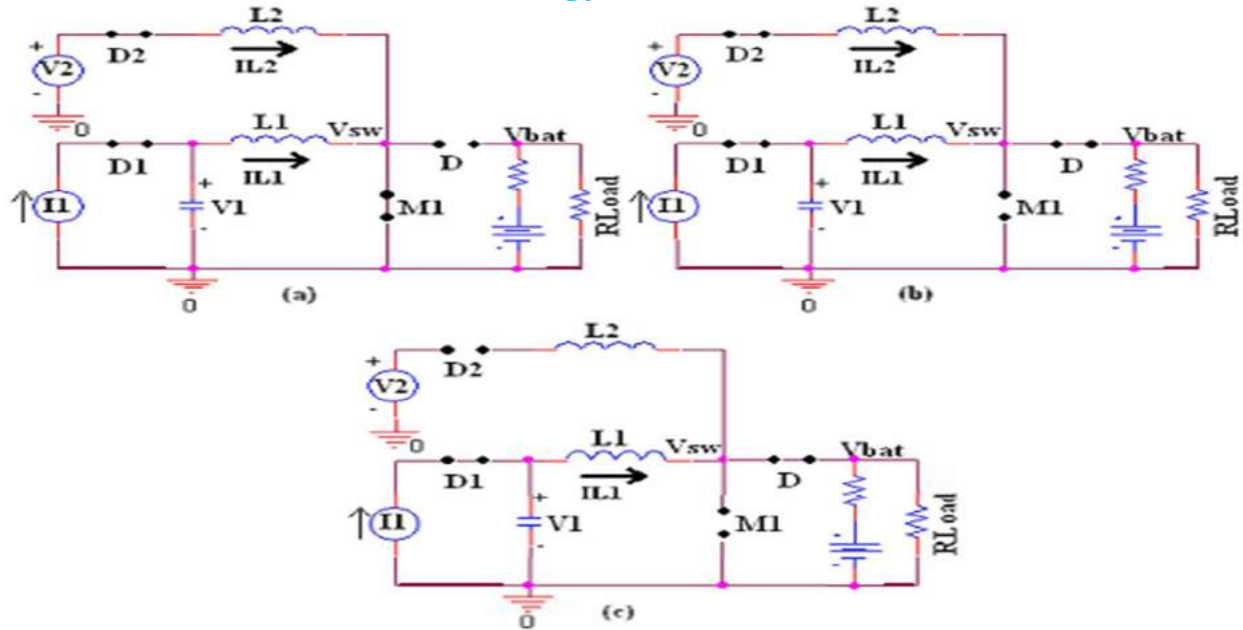 L2
D2
V2
+
-
IL2
0
L1
Vsw
Vbat
D1
D
IL1
I1
+
V1
-
M1
RLoad
0
(a)
L2
D2
V2
+
-
IL2
0
L1
Vsw
Vbat
D1
D
IL1
I1
+
V1
-
M1
RLoad
0
(b)
L2
D2
V2
+
-
0
L1
Vsw
Vbat
D1
D
IL1
I1
+
V1
-
M1
RLoad
0
(c)